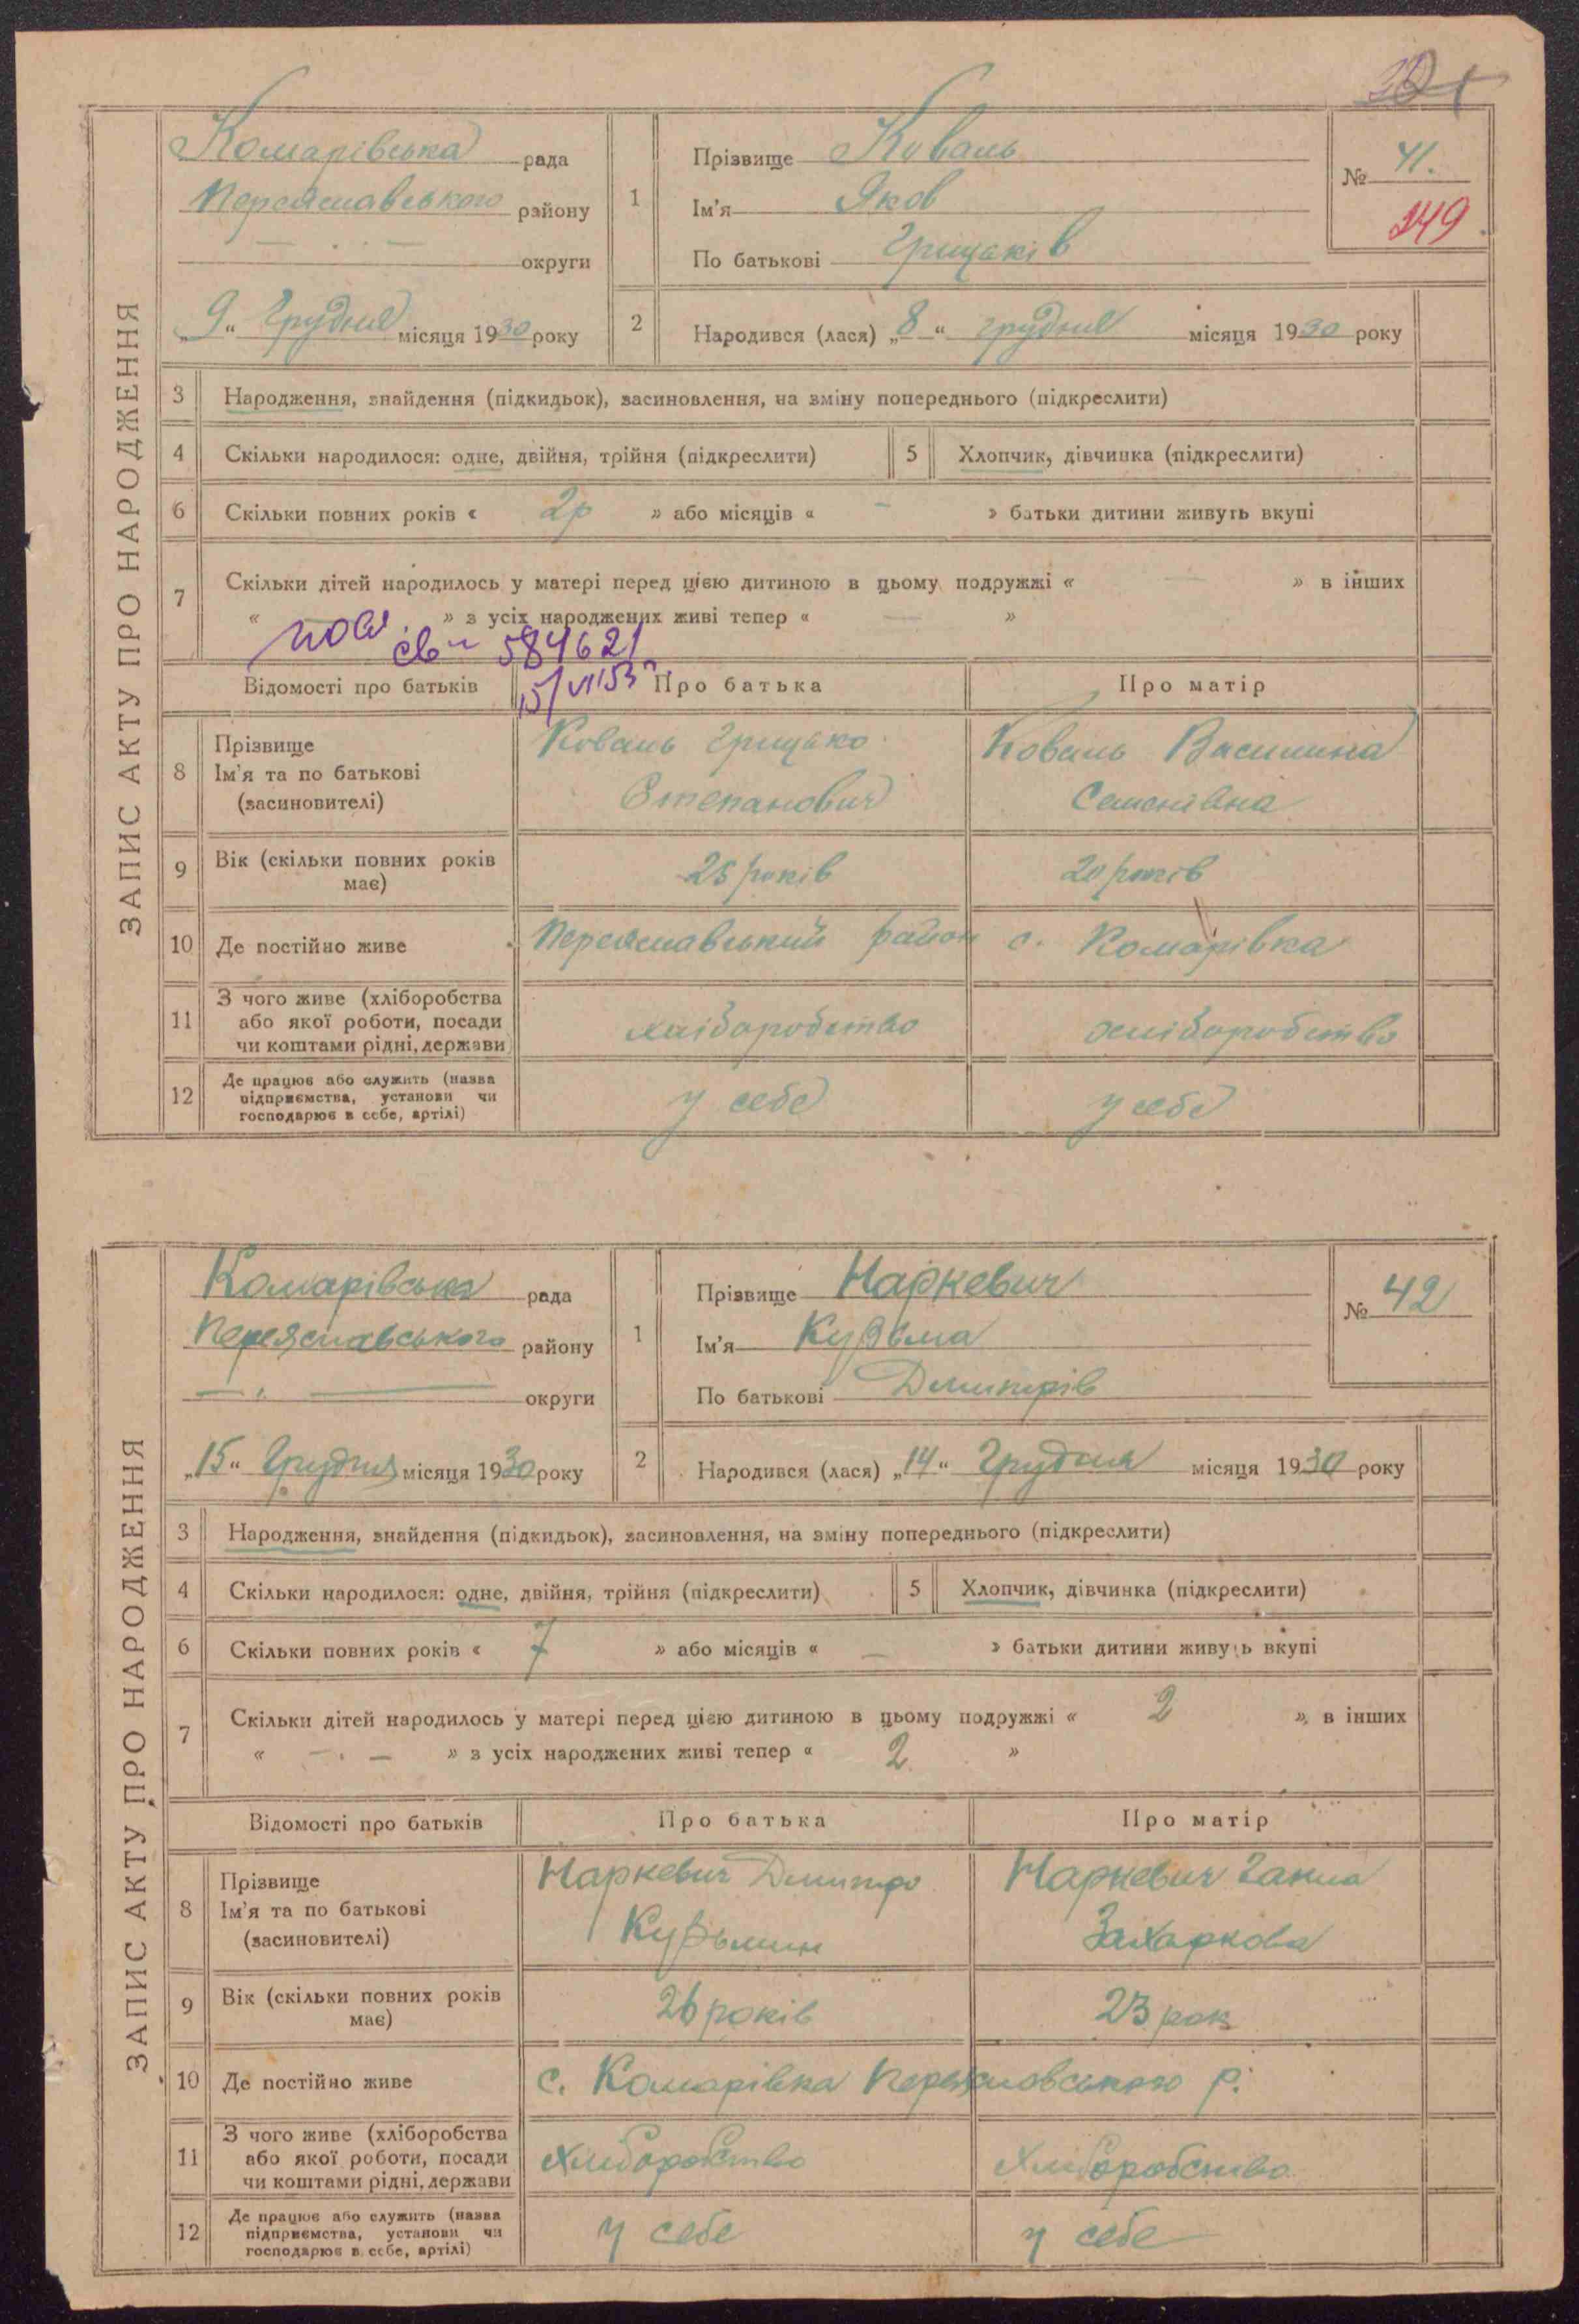 ЗАПИС АКТУ ПРО НАРОДЖЕННЯ
Комарівська рада
Переяславського району
округи
„9“ Грудня місяця 1930 року
1
Прізвище Коваль
Ім'я Яков
По батькові Грицьків
№ 41.
149
2
Народився (лася) „8“ грудня місяця 1930 року
3 Народження, знайдення (підкидьок), засиновлення, на зміну попереднього (підкреслити)
4 Скільки народилося: одне, двійня, трійня (підкреслити) 5 Хлопчик, дівчинка (підкреслити)
6 Скільки повних років « 2р » або місяців « - » батьки дитини живуть вкупі
7 Скільки дітей народилось у матері перед цією дитиною в цьому подружжі « — » в інших
« » з усіх народжених живі тепер « — »
св 584621
15/VI 53
Відомості про батьків Про батька Про матір
8 Прізвище Ім'я та по батькові (засиновителі)
Коваль Грицько Степанович
Коваль Василина Семенівна
9 Вік (скільки повних років має) 25 років 20 років
10 Де постійно живе Переяславський район с. Комарівка
11 З чого живе (хліборобства або якої роботи, посади чи коштами рідні, держави
хліборобство хліборобство
12 Де працює або служить (назва підприємства, установи чи господарює в себе, артілі)
у себе у себе
ЗАПИС АКТУ ПРО НАРОДЖЕННЯ
Комарівська рада
Переяславського району
округи
„15“ Грудня місяця 1930 року
1
Прізвище Наркевич
Ім'я Кузьма
По батькові Дмитрів
№ 42
2
Народився (лася) „14“ Грудня місяця 1930 року
3 Народження, знайдення (підкидьок), засиновлення, на зміну попереднього (підкреслити)
4 Скільки народилося: одне, двійня, трійня (підкреслити) 5 Хлопчик, дівчинка (підкреслити)
6 Скільки повних років « 7 » або місяців « — » батьки дитини живуть вкупі
7 Скільки дітей народилось у матері перед цією дитиною в цьому подружжі « 2 » в інших
« —.— » з усіх народжених живі тепер « 2 »
Відомості про батьків Про батька Про матір
8 Прізвище Ім'я та по батькові (засиновителі)
Наркевич Дмитро Кузьмин
Наркевич Ганна Захаркова
9 Вік (скільки повних років має) 26 років 23 рок
10 Де постійно живе с. Комарівка Переяславського р.
11 З чого живе (хліборобства або якої роботи, посади чи коштами рідні, держави
Хліборобство Хліборобство
12 Де працює або служить (назва підприємства, установи чи господарює в себе, артілі)
у себе у себе